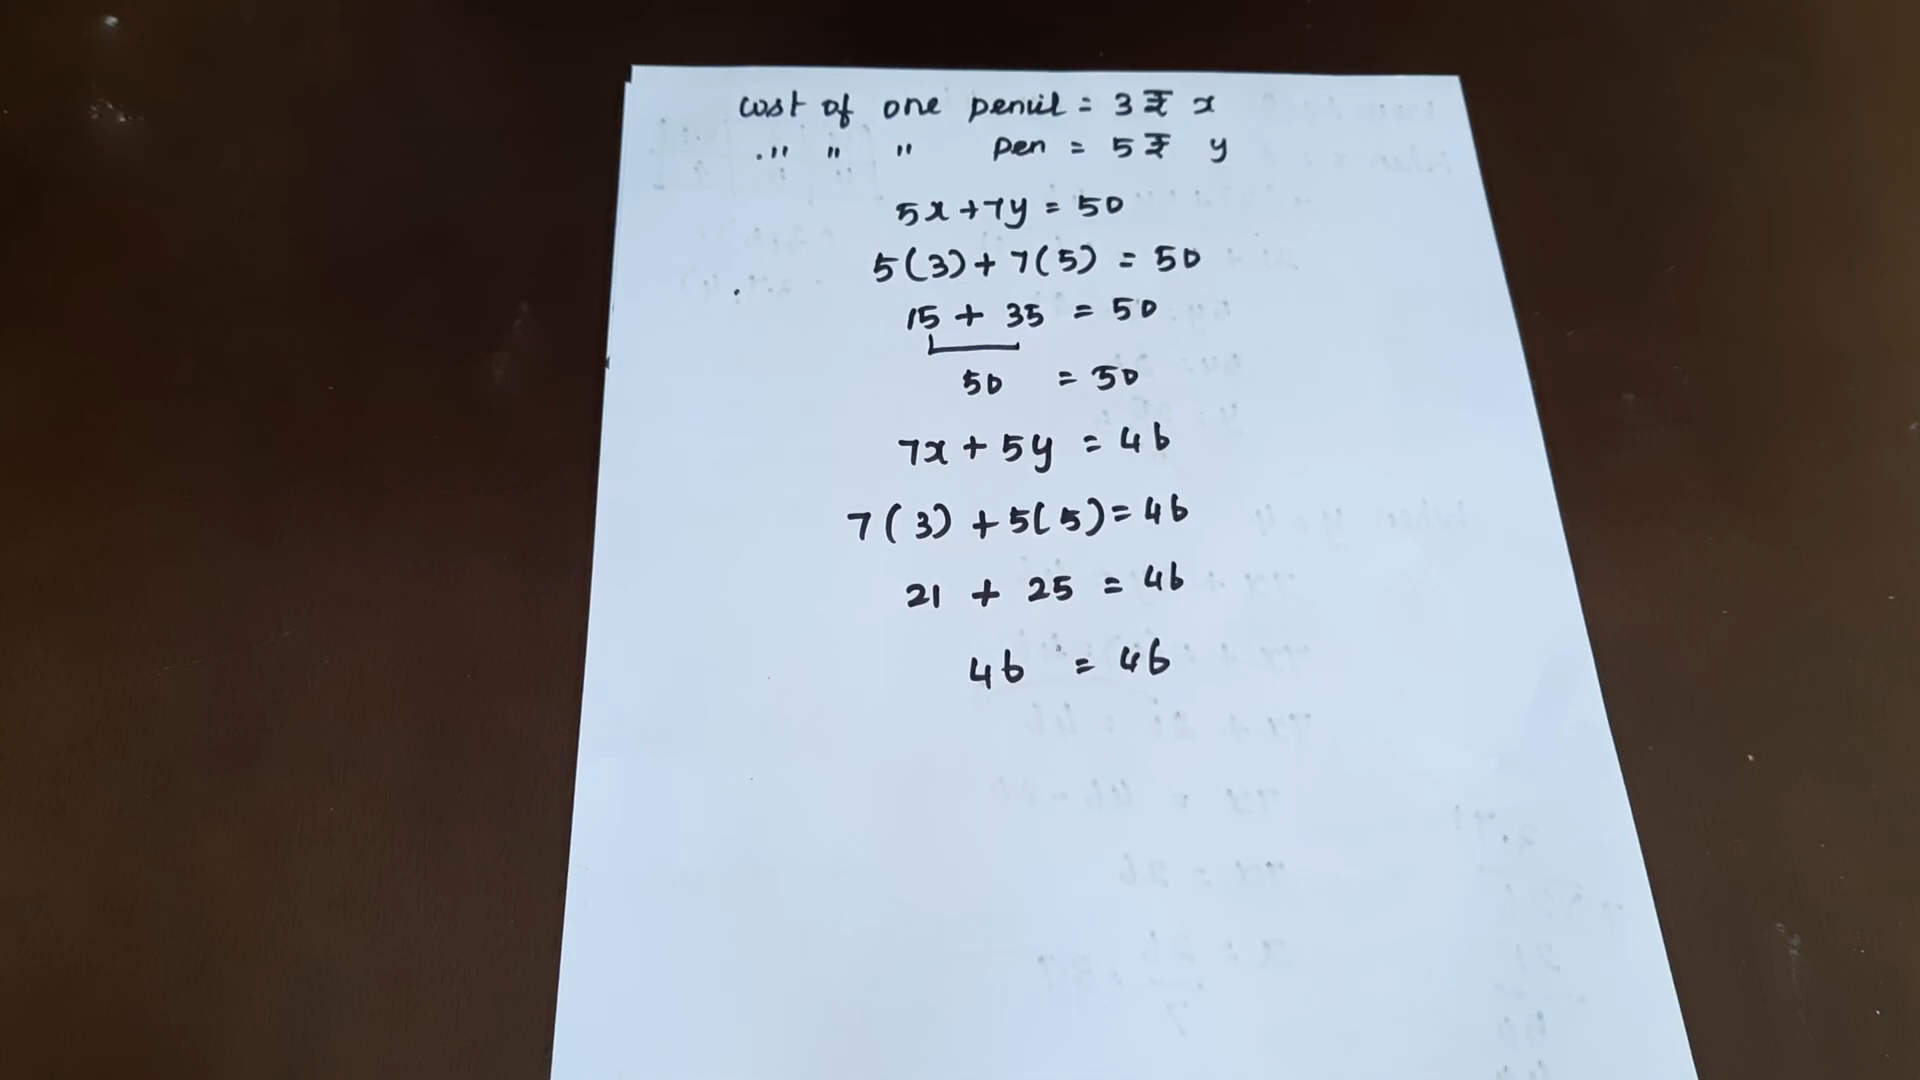 cost of one pencil = 3₹ x
." " " pen = 5₹ y
5x + 7y = 50
5(3) + 7(5) = 50
15 + 35 = 50
50 = 50
7x + 5y = 46
7(3) + 5(5) = 46
21 + 25 = 46
46 = 46